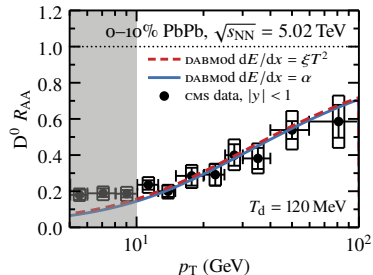 0–10% PbPb, √sNN = 5.02 TeV
DABMOD dE/dx = ξT²
DABMOD dE/dx = α
CMS data, |y| < 1
Td = 120 MeV
D⁰ RAA
1.2
1.0
0.8
0.6
0.4
0.2
0.0
10¹ 10²
pT (GeV)